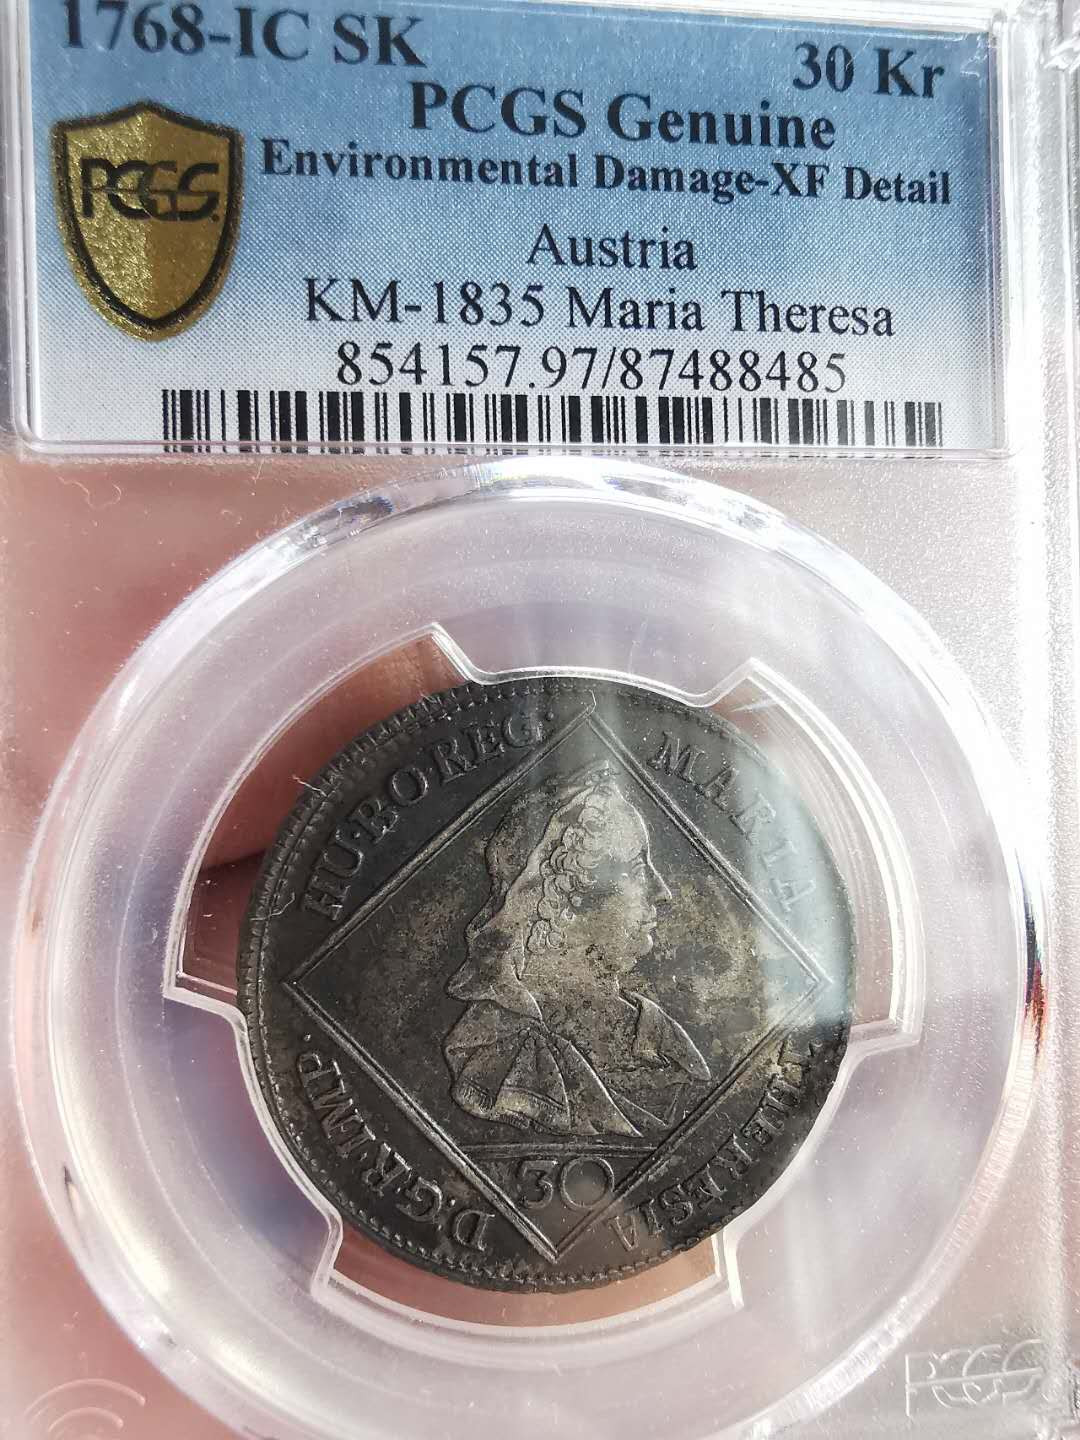 1768-IC SK
30 Kr
PCGS Genuine
PCGS
Environmental Damage-XF Detail
Austria
KM-1835 Maria Theresa
854157.97/87488485
MARIA
THERESIA
D:G·R·IMP.
HU·BO·REG·
30
PCGS